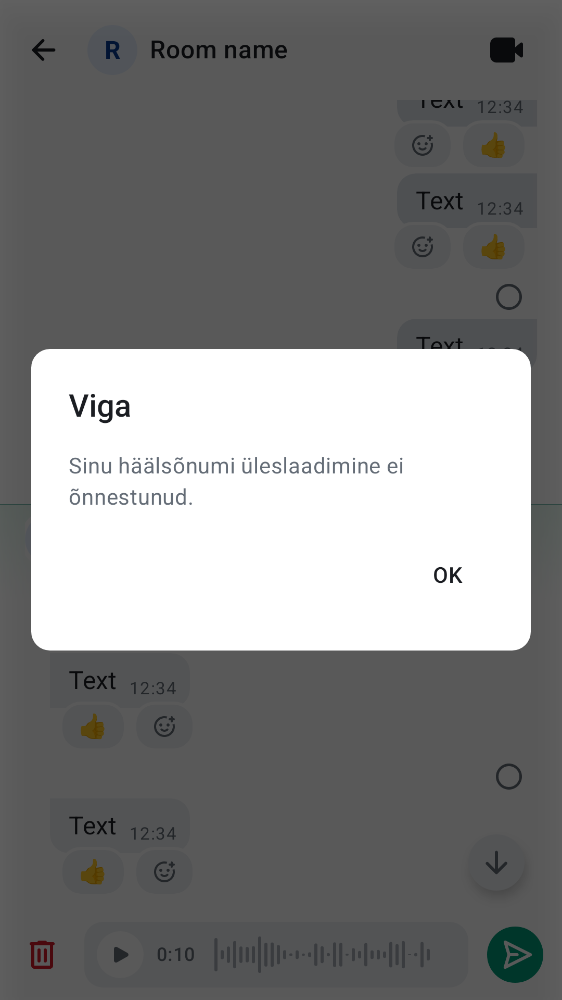 R Room name
Text 12:34
Text 12:34
Text
Viga
Sinu häälsõnumi üleslaadimine ei
õnnestunud.
OK
Text 12:34
Text 12:34
0:10